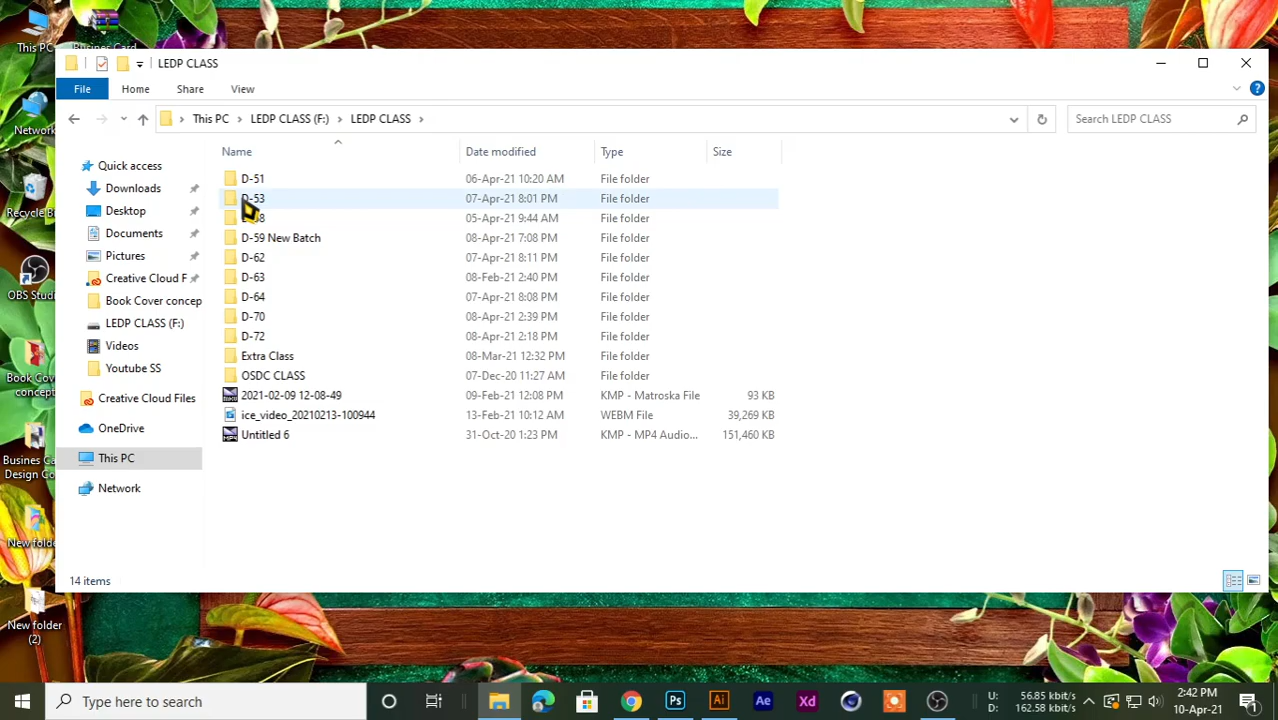 This PC
Busines Card
LEDP CLASS
File
Home
Share
View
This PC
LEDP CLASS (F:)
LEDP CLASS
Search LEDP CLASS
Network
Recycle Bi
OBS Studi
Book Cove
concept
Busines Ca
Design Co
New folde
New folder
(2)
Quick access
Downloads
Desktop
Documents
Pictures
Creative Cloud F
Book Cover concep
LEDP CLASS (F:)
Videos
Youtube SS
Creative Cloud Files
OneDrive
This PC
Network
Name Date modified Type Size
D-51 06-Apr-21 10:20 AM File folder
D-53 07-Apr-21 8:01 PM File folder
05-Apr-21 9:44 AM File folder
D-59 New Batch 08-Apr-21 7:08 PM File folder
D-62 07-Apr-21 8:11 PM File folder
D-63 08-Feb-21 2:40 PM File folder
D-64 07-Apr-21 8:08 PM File folder
D-70 08-Apr-21 2:39 PM File folder
D-72 08-Apr-21 2:18 PM File folder
Extra Class 08-Mar-21 12:32 PM File folder
OSDC CLASS 07-Dec-20 11:27 AM File folder
2021-02-09 12-08-49 09-Feb-21 12:08 PM KMP - Matroska File 93 KB
ice_video_20210213-100944 13-Feb-21 10:12 AM WEBM File 39,269 KB
Untitled 6 31-Oct-20 1:23 PM KMP - MP4 Audio... 151,460 KB
14 items
Type here to search
Ps
Ai
Ae
Xd
U: 56.85 kbit/s
D: 162.58 kbit/s
2:42 PM
10-Apr-21
1